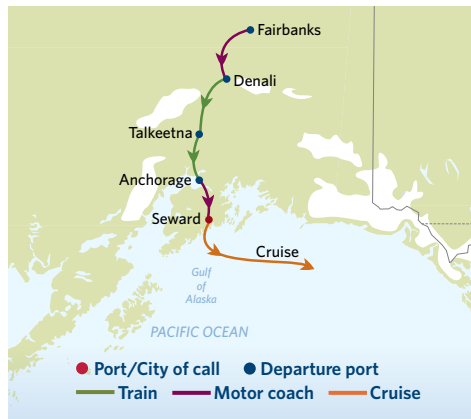 Fairbanks
Denali
Talkeetna
Anchorage
Seward
Cruise
Gulf
of
Alaska
PACIFIC OCEAN
Port/City of call Departure port
Train Motor coach Cruise